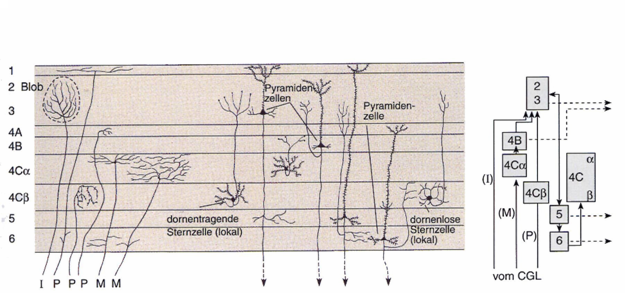 1
2 Blob
3
4A
4B
4Cα
4Cβ
5
6
Pyramiden-
zellen
Pyramiden-
zelle
dornentragende
Sternzelle (lokal)
dornenlose
Sternzelle
(lokal)
I P P P M M
2
3
4B
4Cα
4Cβ
4C α
β
5
6
(I)
(M)
(P)
vom CGL